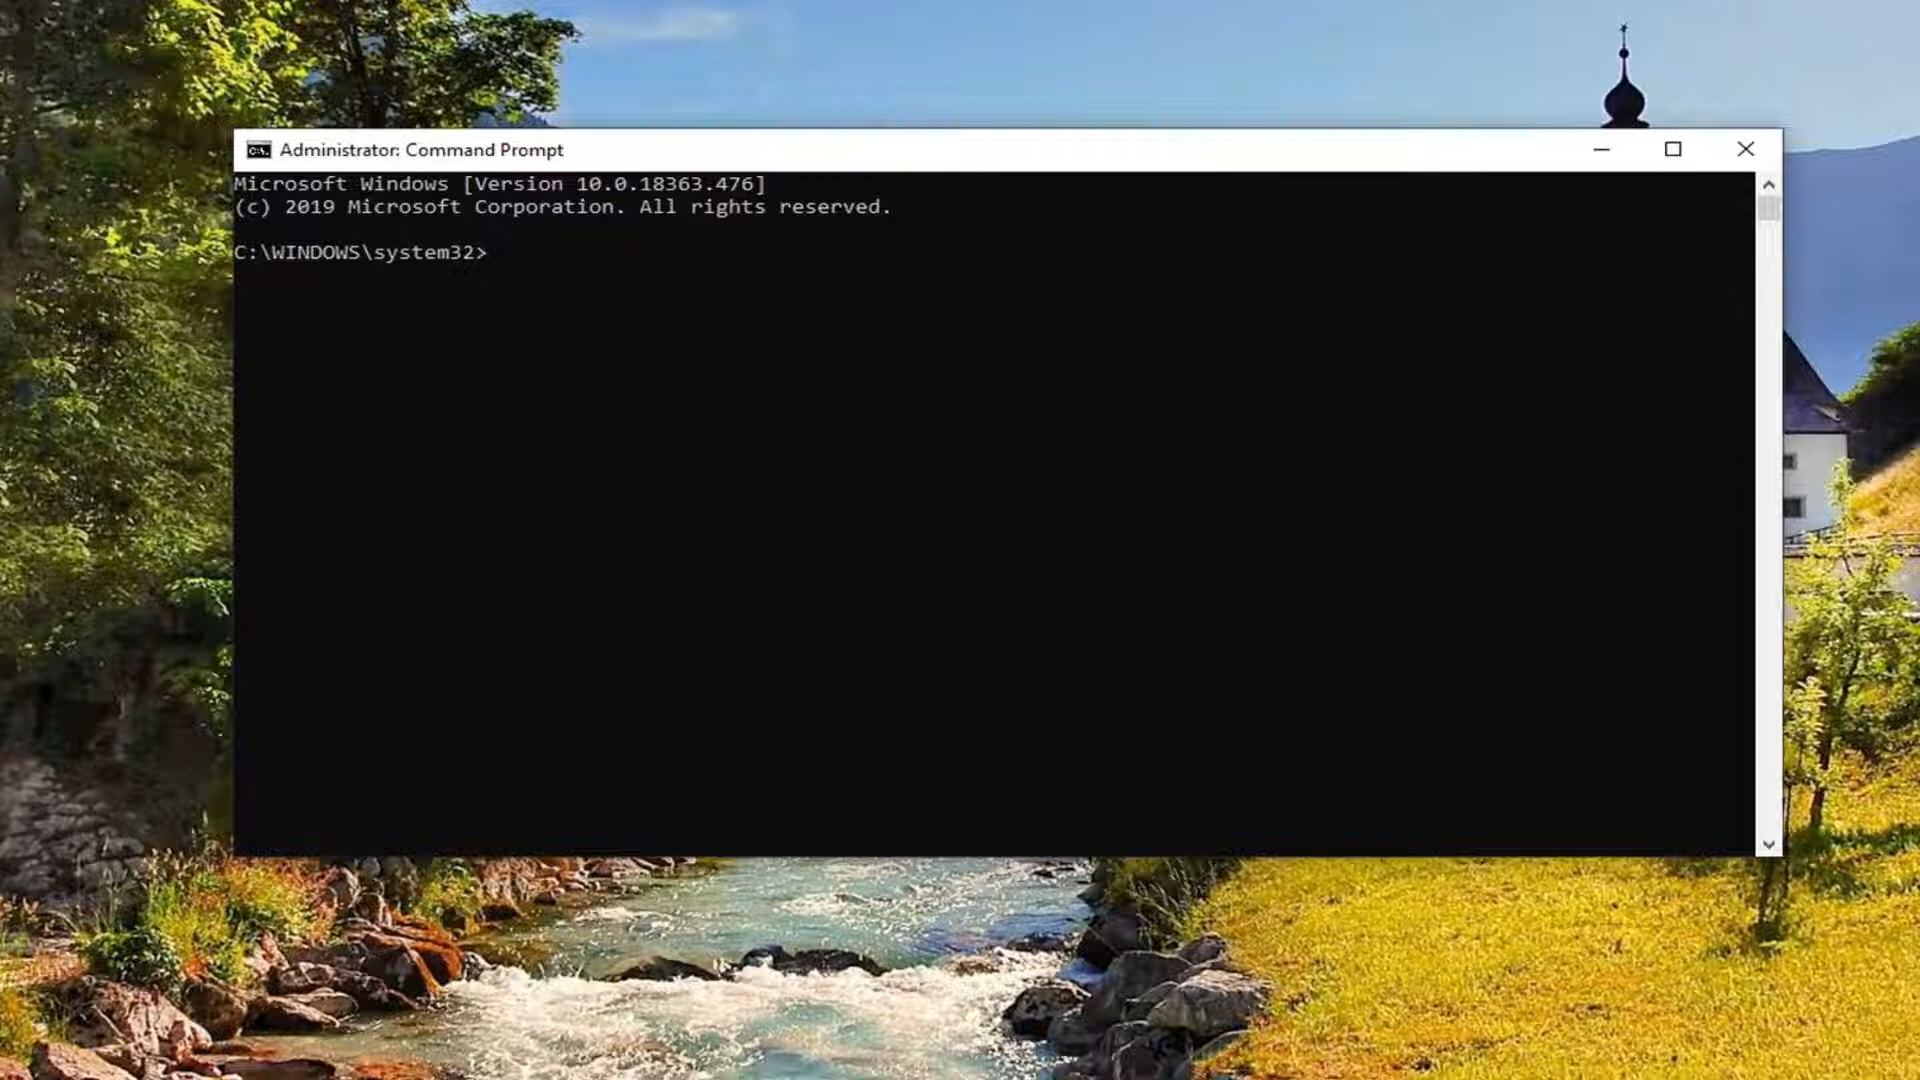 Administrator: Command Prompt
Microsoft Windows [Version 10.0.18363.476]
(c) 2019 Microsoft Corporation. All rights reserved.
C:\WINDOWS\system32>